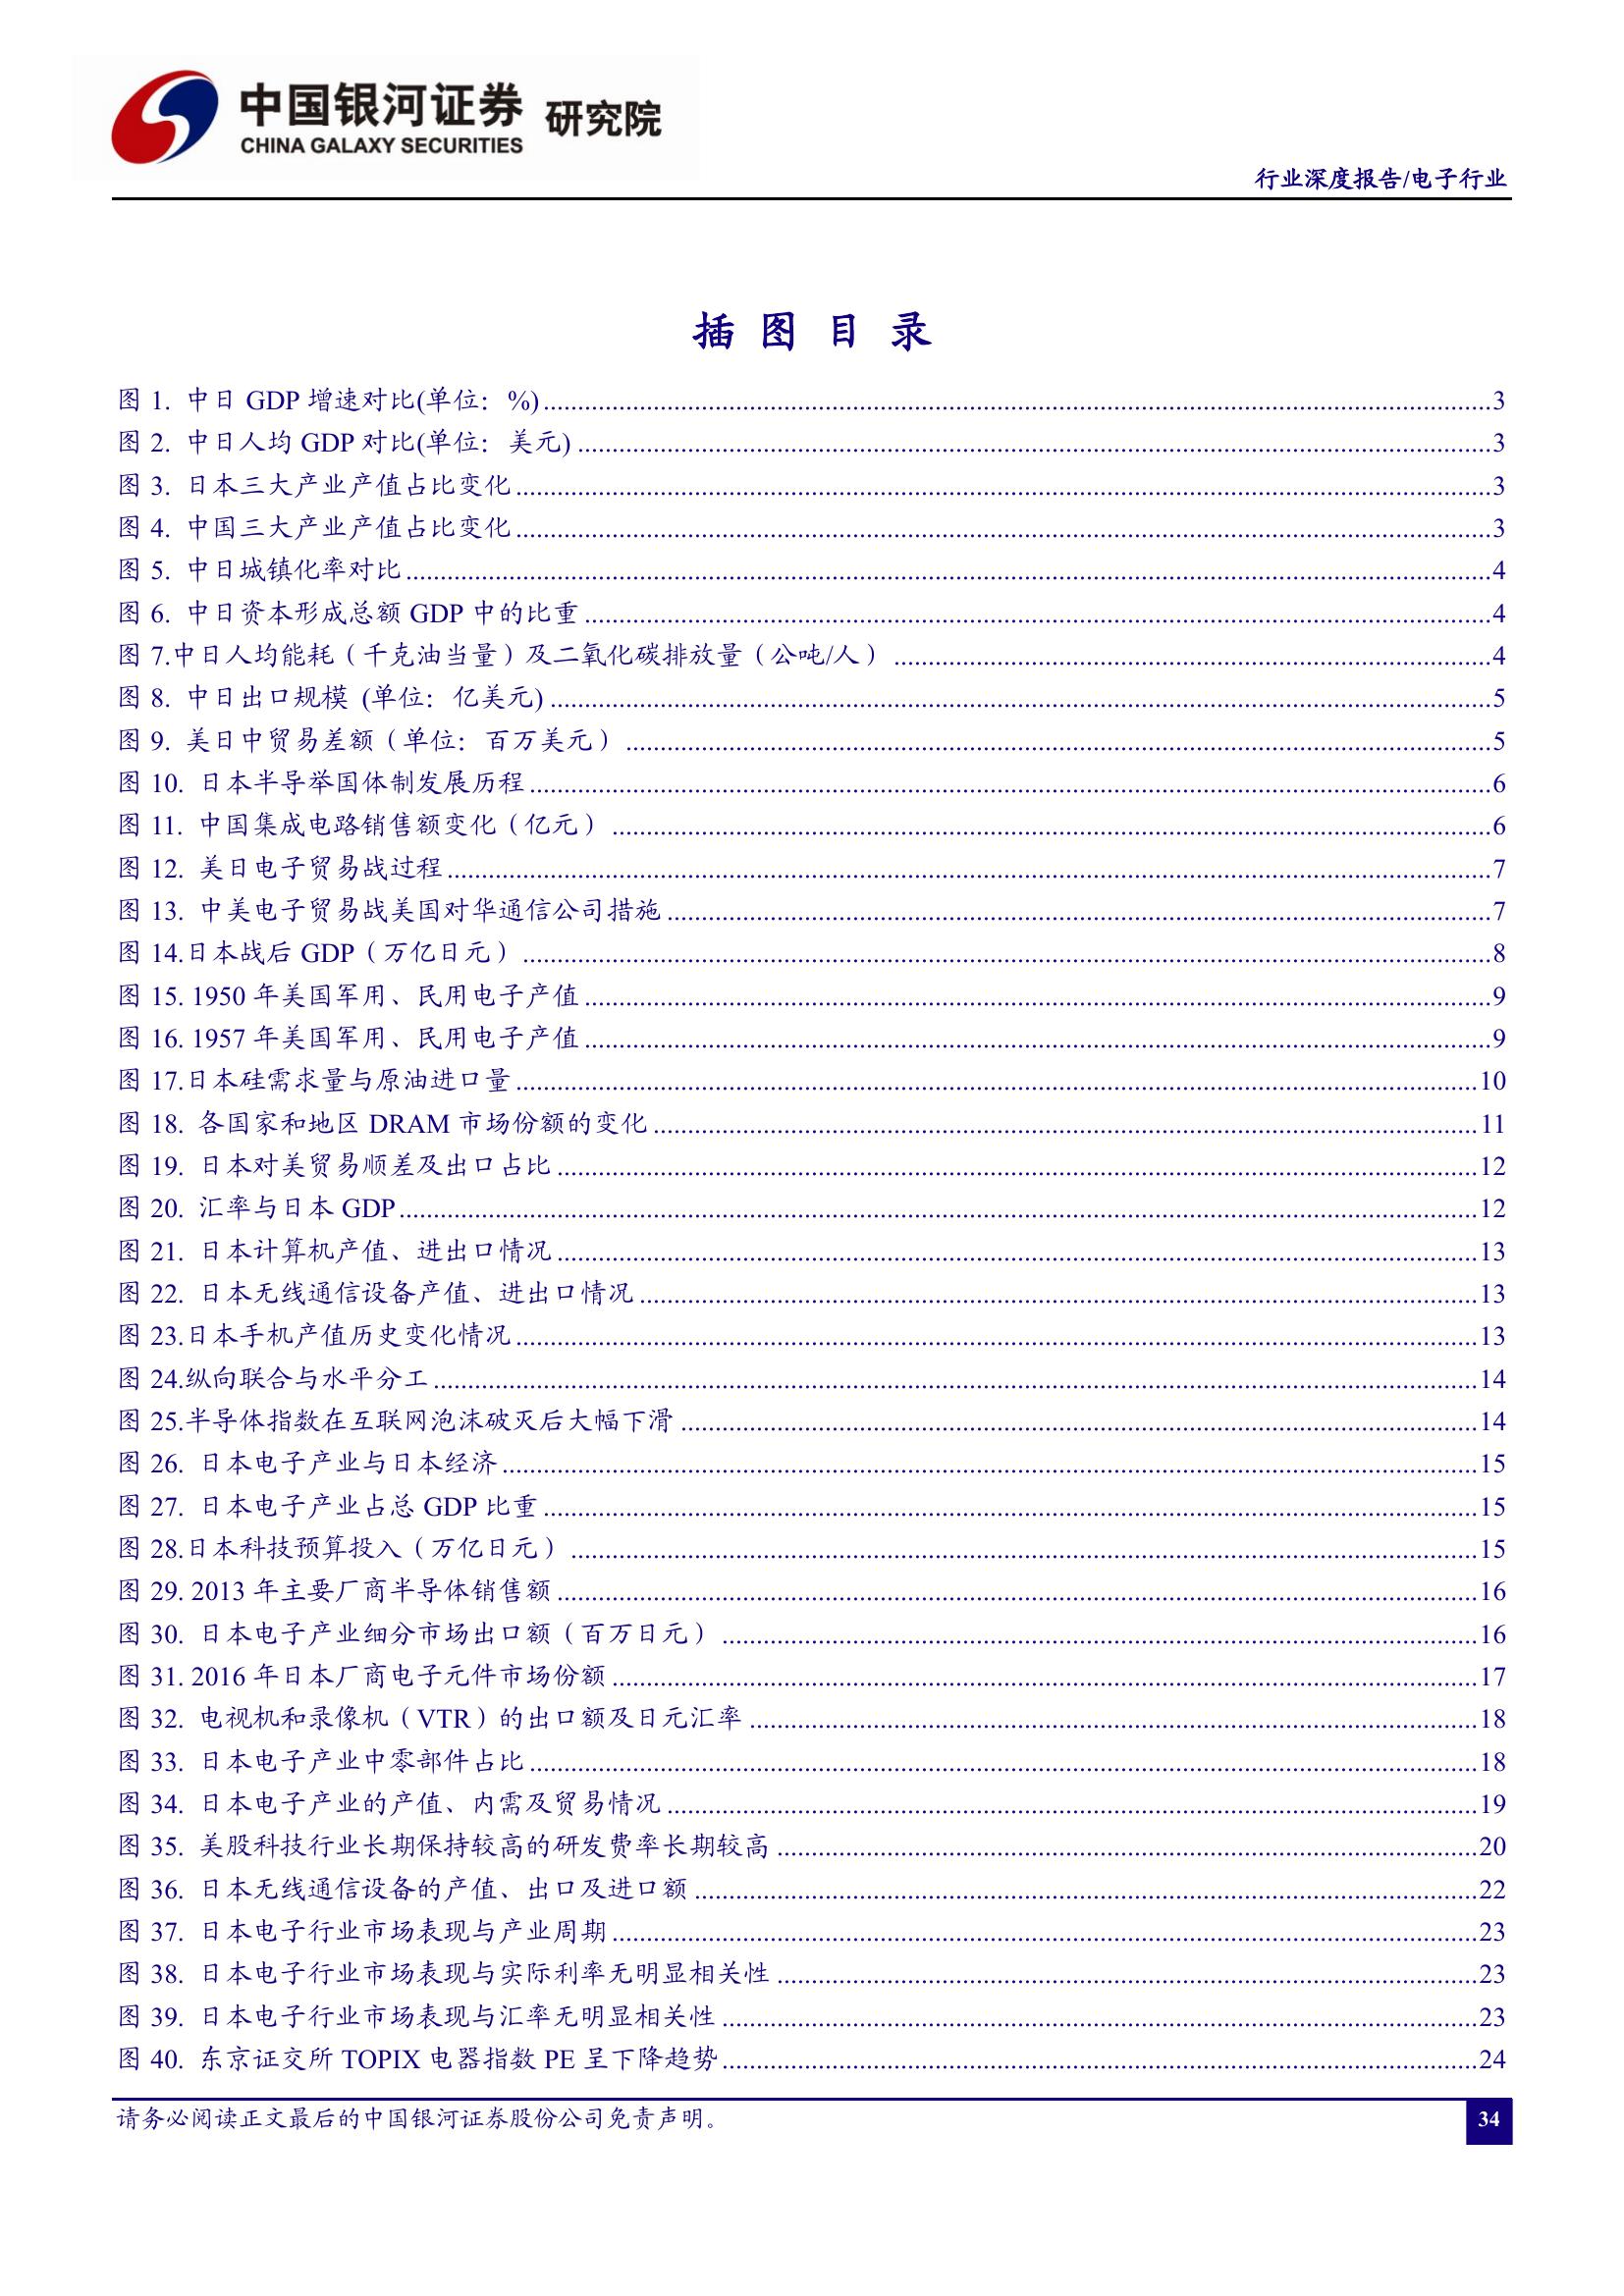 中国银河证券 研究院
CHINA GALAXY SECURITIES
行业深度报告/电子行业
插 图 目 录
图 1. 中日 GDP 增速对比(单位：%)........3
图 2. 中日人均 GDP 对比(单位：美元)........3
图 3. 日本三大产业产值占比变化........3
图 4. 中国三大产业产值占比变化........3
图 5. 中日城镇化率对比........4
图 6. 中日资本形成总额 GDP 中的比重........4
图 7.中日人均能耗（千克油当量）及二氧化碳排放量（公吨/人）........4
图 8. 中日出口规模 (单位：亿美元)........5
图 9. 美日中贸易差额（单位：百万美元）........5
图 10. 日本半导举国体制发展历程........6
图 11. 中国集成电路销售额变化（亿元）........6
图 12. 美日电子贸易战过程........7
图 13. 中美电子贸易战美国对华通信公司措施........7
图 14.日本战后 GDP（万亿日元）........8
图 15. 1950 年美国军用、民用电子产值........9
图 16. 1957 年美国军用、民用电子产值........9
图 17.日本硅需求量与原油进口量........10
图 18. 各国家和地区 DRAM 市场份额的变化........11
图 19. 日本对美贸易顺差及出口占比........12
图 20. 汇率与日本 GDP........12
图 21. 日本计算机产值、进出口情况........13
图 22. 日本无线通信设备产值、进出口情况........13
图 23.日本手机产值历史变化情况........13
图 24.纵向联合与水平分工........14
图 25.半导体指数在互联网泡沫破灭后大幅下滑........14
图 26. 日本电子产业与日本经济........15
图 27. 日本电子产业占总 GDP 比重........15
图 28.日本科技预算投入（万亿日元）........15
图 29. 2013 年主要厂商半导体销售额........16
图 30. 日本电子产业细分市场出口额（百万日元）........16
图 31. 2016 年日本厂商电子元件市场份额........17
图 32. 电视机和录像机（VTR）的出口额及日元汇率........18
图 33. 日本电子产业中零部件占比........18
图 34. 日本电子产业的产值、内需及贸易情况........19
图 35. 美股科技行业长期保持较高的研发费率长期较高........20
图 36. 日本无线通信设备的产值、出口及进口额........22
图 37. 日本电子行业市场表现与产业周期........23
图 38. 日本电子行业市场表现与实际利率无明显相关性........23
图 39. 日本电子行业市场表现与汇率无明显相关性........23
图 40. 东京证交所 TOPIX 电器指数 PE 呈下降趋势........24
请务必阅读正文最后的中国银河证券股份公司免责声明。
34